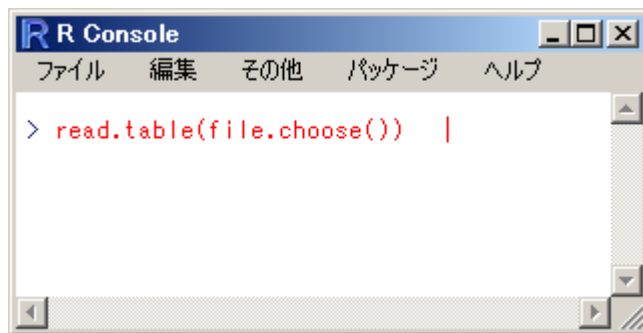 R Console
ファイル 編集 その他 パッケージ ヘルプ
> read.table(file.choose())